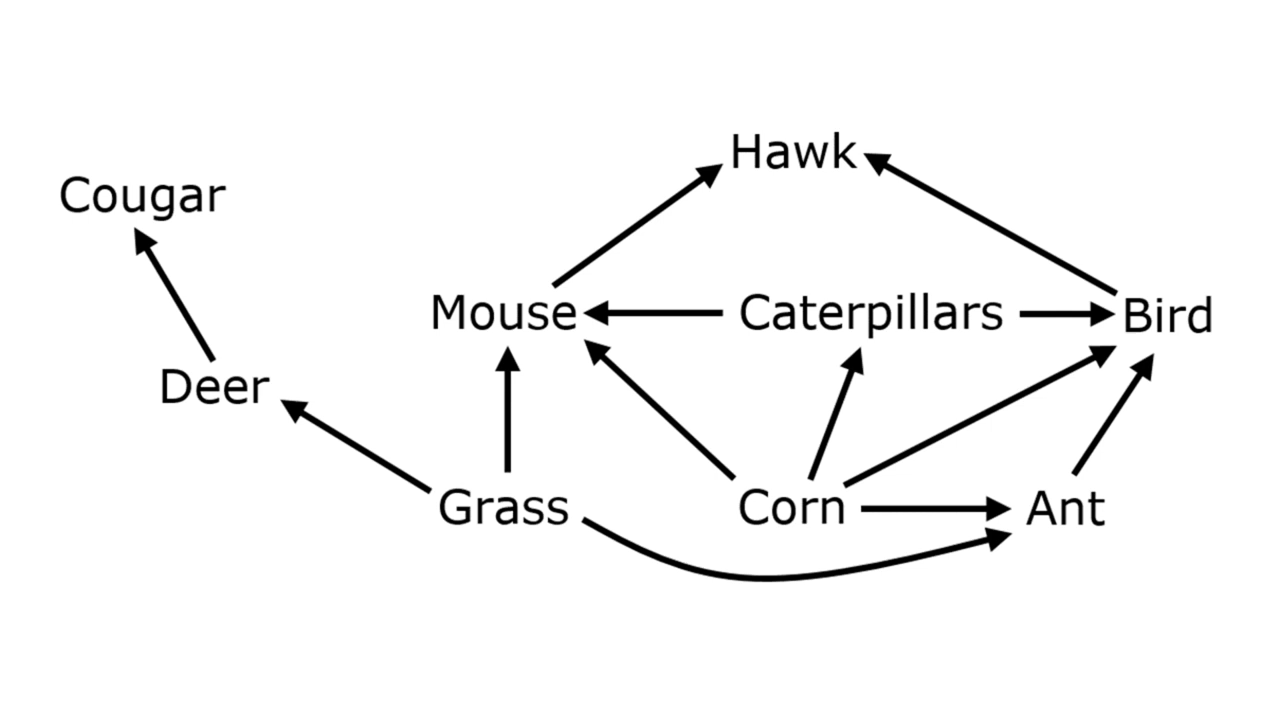 Hawk
Cougar
Mouse
Caterpillars
Bird
Deer
Grass
Corn
Ant